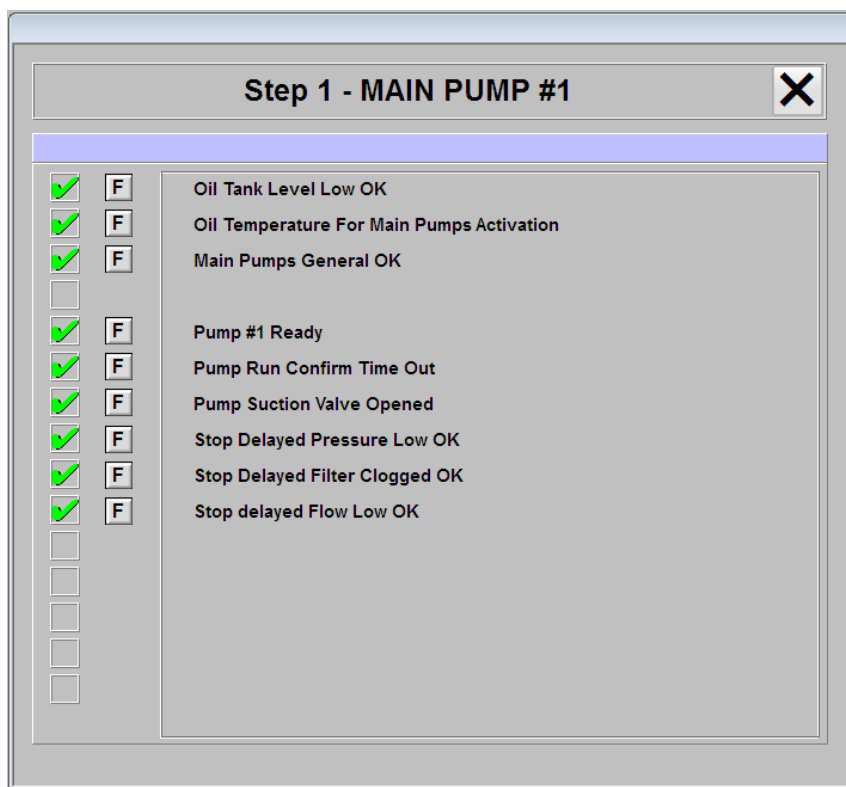 Step 1 - MAIN PUMP #1
F Oil Tank Level Low OK
F Oil Temperature For Main Pumps Activation
F Main Pumps General OK
F Pump #1 Ready
F Pump Run Confirm Time Out
F Pump Suction Valve Opened
F Stop Delayed Pressure Low OK
F Stop Delayed Filter Clogged OK
F Stop delayed Flow Low OK